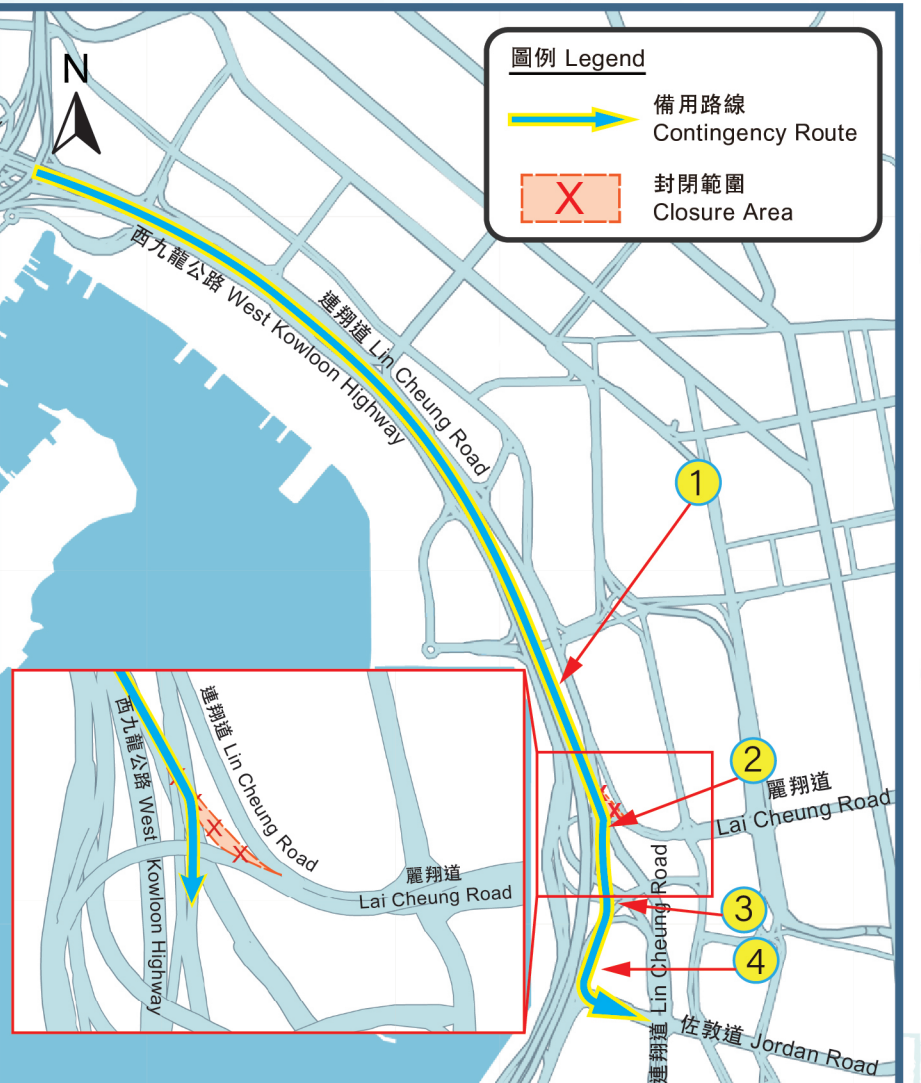 N
圖例 Legend
備用路線
Contingency Route
X
封閉範圍
Closure Area
西九龍公路 West Kowloon Highway
連翔道 Lin Cheung Road
1
2
麗翔道
Lai Cheung Road
3
4
連翔道 Lin Cheung Road
佐敦道 Jordan Road
西九龍公路 West Kowloon Highway
連翔道 Lin Cheung Road
麗翔道
Lai Cheung Road